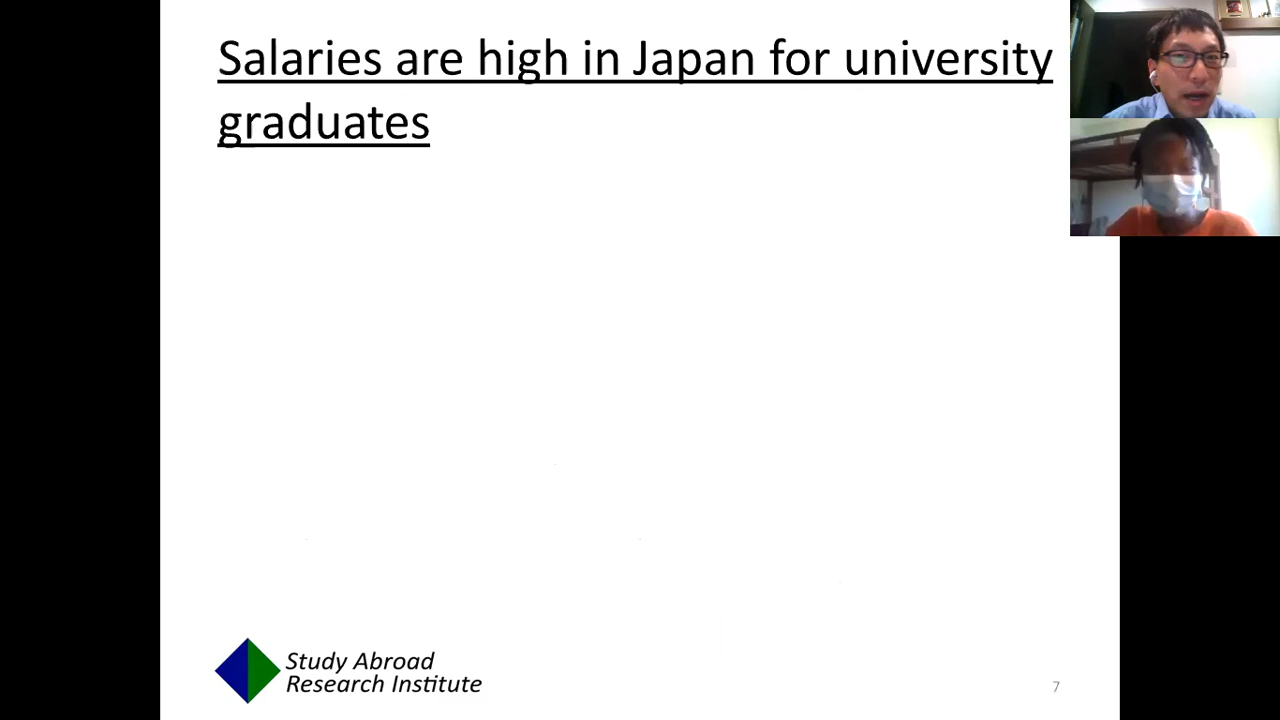 Salaries are high in Japan for university
graduates
Study Abroad
Research Institute
7